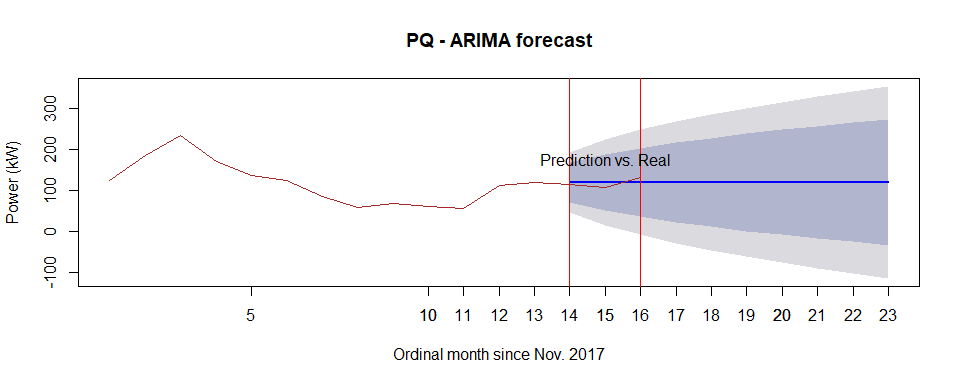 PQ - ARIMA forecast
Power (kW)
300
200
100
0
-100
Prediction vs. Real
5 10 11 12 13 14 15 16 17 18 19 20 21 22 23
Ordinal month since Nov. 2017